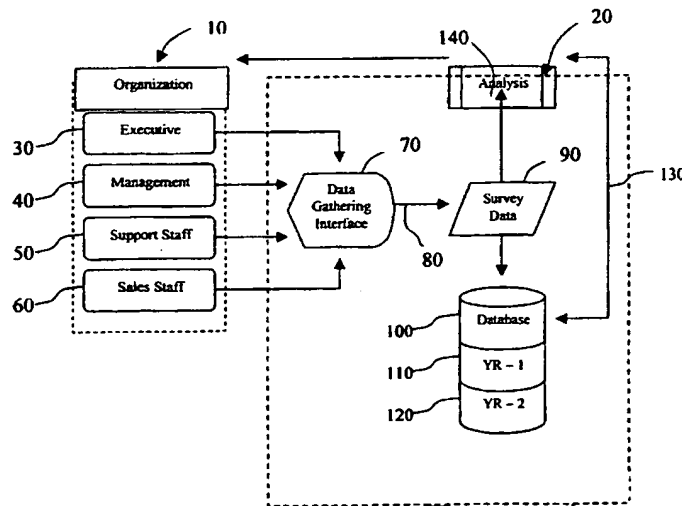 10
140
20
Organization
Analysis
30
Executive
40
Management
50
Support Staff
60
Sales Staff
70
Data
Gathering
Interface
80
90
Survey
Data
130
100
Database
110
YR - 1
120
YR - 2